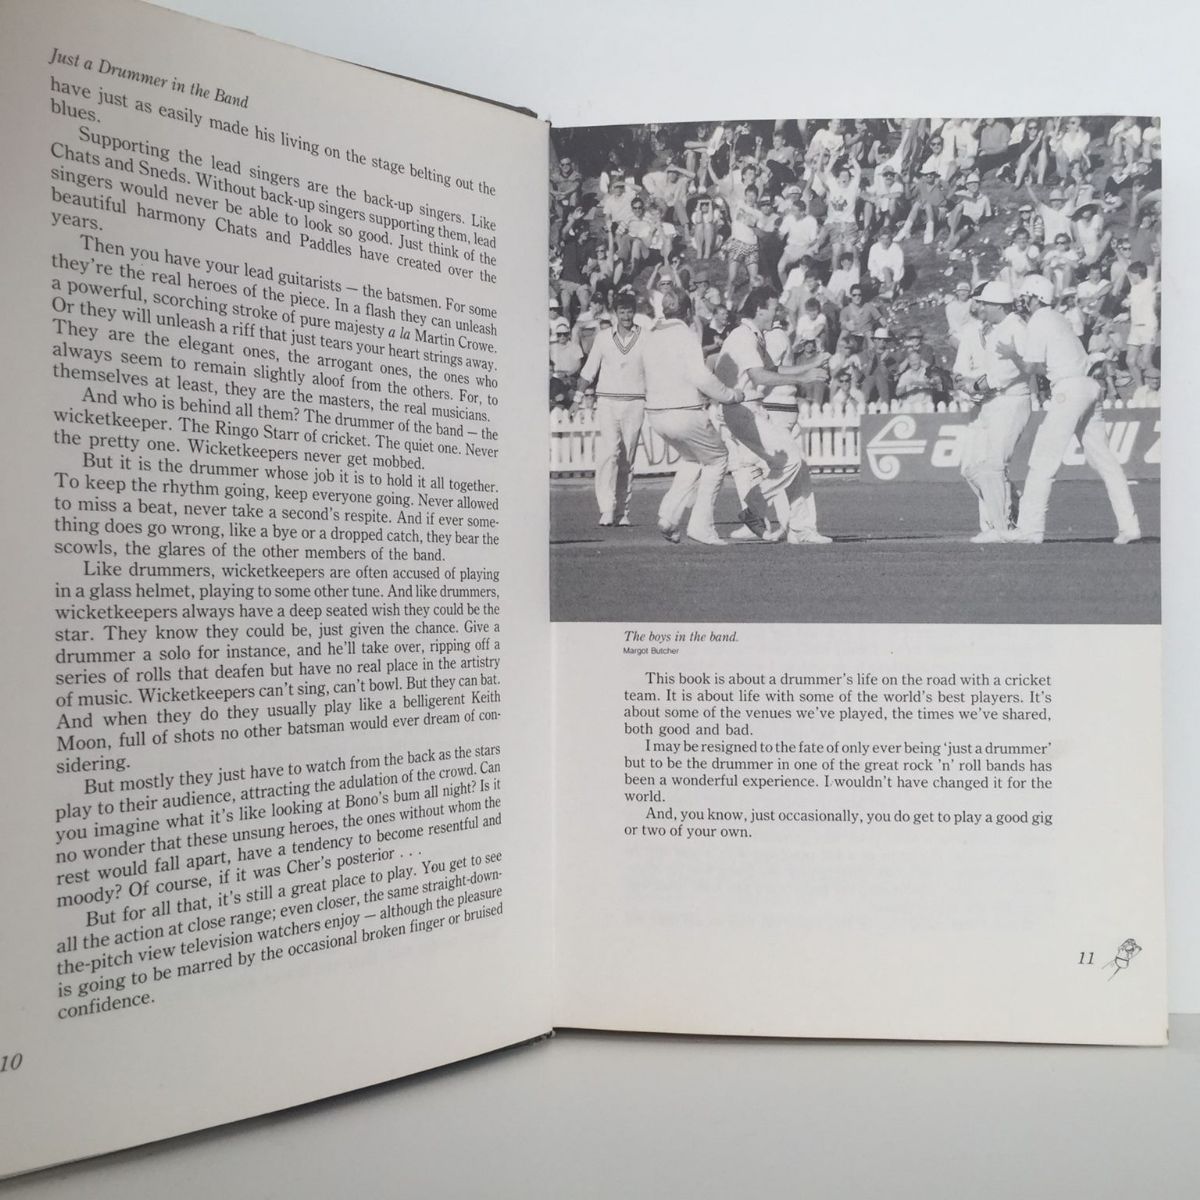 Just a Drummer in the Band
have just as easily made his living on the stage belting out the
blues.
Supporting the lead singers are the back-up singers. Like
Chats and Sneds. Without back-up singers supporting them, lead
singers would never be able to look so good. Just think of the
beautiful harmony Chats and Paddles have created over the
years.
Then you have your lead guitarists — the batsmen. For some
they're the real heroes of the piece. In a flash they can unleash
a powerful, scorching stroke of pure majesty a la Martin Crowe.
Or they will unleash a riff that just tears your heart strings away.
They are the elegant ones, the arrogant ones, the ones who
always seem to remain slightly aloof from the others. For, to
themselves at least, they are the masters, the real musicians.
And who is behind all them? The drummer of the band — the
wicketkeeper. The Ringo Starr of cricket. The quiet one. Never
the pretty one. Wicketkeepers never get mobbed.
But it is the drummer whose job it is to hold it all together.
To keep the rhythm going, keep everyone going. Never allowed
to miss a beat, never take a second's respite. And if ever some-
thing does go wrong, like a bye or a dropped catch, they bear the
scowls, the glares of the other members of the band.
Like drummers, wicketkeepers are often accused of playing
in a glass helmet, playing to some other tune. And like drummers,
wicketkeepers always have a deep seated wish they could be the
star. They know they could be, just given the chance. Give a
drummer a solo for instance, and he'll take over, ripping off a
series of rolls that deafen but have no real place in the artistry
of music. Wicketkeepers can't sing, can't bowl. But they can bat.
And when they do they usually play like a belligerent Keith
Moon, full of shots no other batsman would ever dream of con-
sidering.
But mostly they just have to watch from the back as the stars
play to their audience, attracting the adulation of the crowd. Can
you imagine what it's like looking at Bono's bum all night? Is it
no wonder that these unsung heroes, the ones without whom the
rest would fall apart, have a tendency to become resentful and
moody? Of course, if it was Cher's posterior . . .
But for all that, it's still a great place to play. You get to see
all the action at close range; even closer, the same straight-down-
the-pitch view television watchers enjoy — although the pleasure
is going to be marred by the occasional broken finger or bruised
confidence.
10
The boys in the band.
Margot Butcher
This book is about a drummer's life on the road with a cricket
team. It is about life with some of the world's best players. It's
about some of the venues we've played, the times we've shared,
both good and bad.
I may be resigned to the fate of only ever being 'just a drummer'
but to be the drummer in one of the great rock 'n' roll bands has
been a wonderful experience. I wouldn't have changed it for the
world.
And, you know, just occasionally, you do get to play a good gig
or two of your own.
11